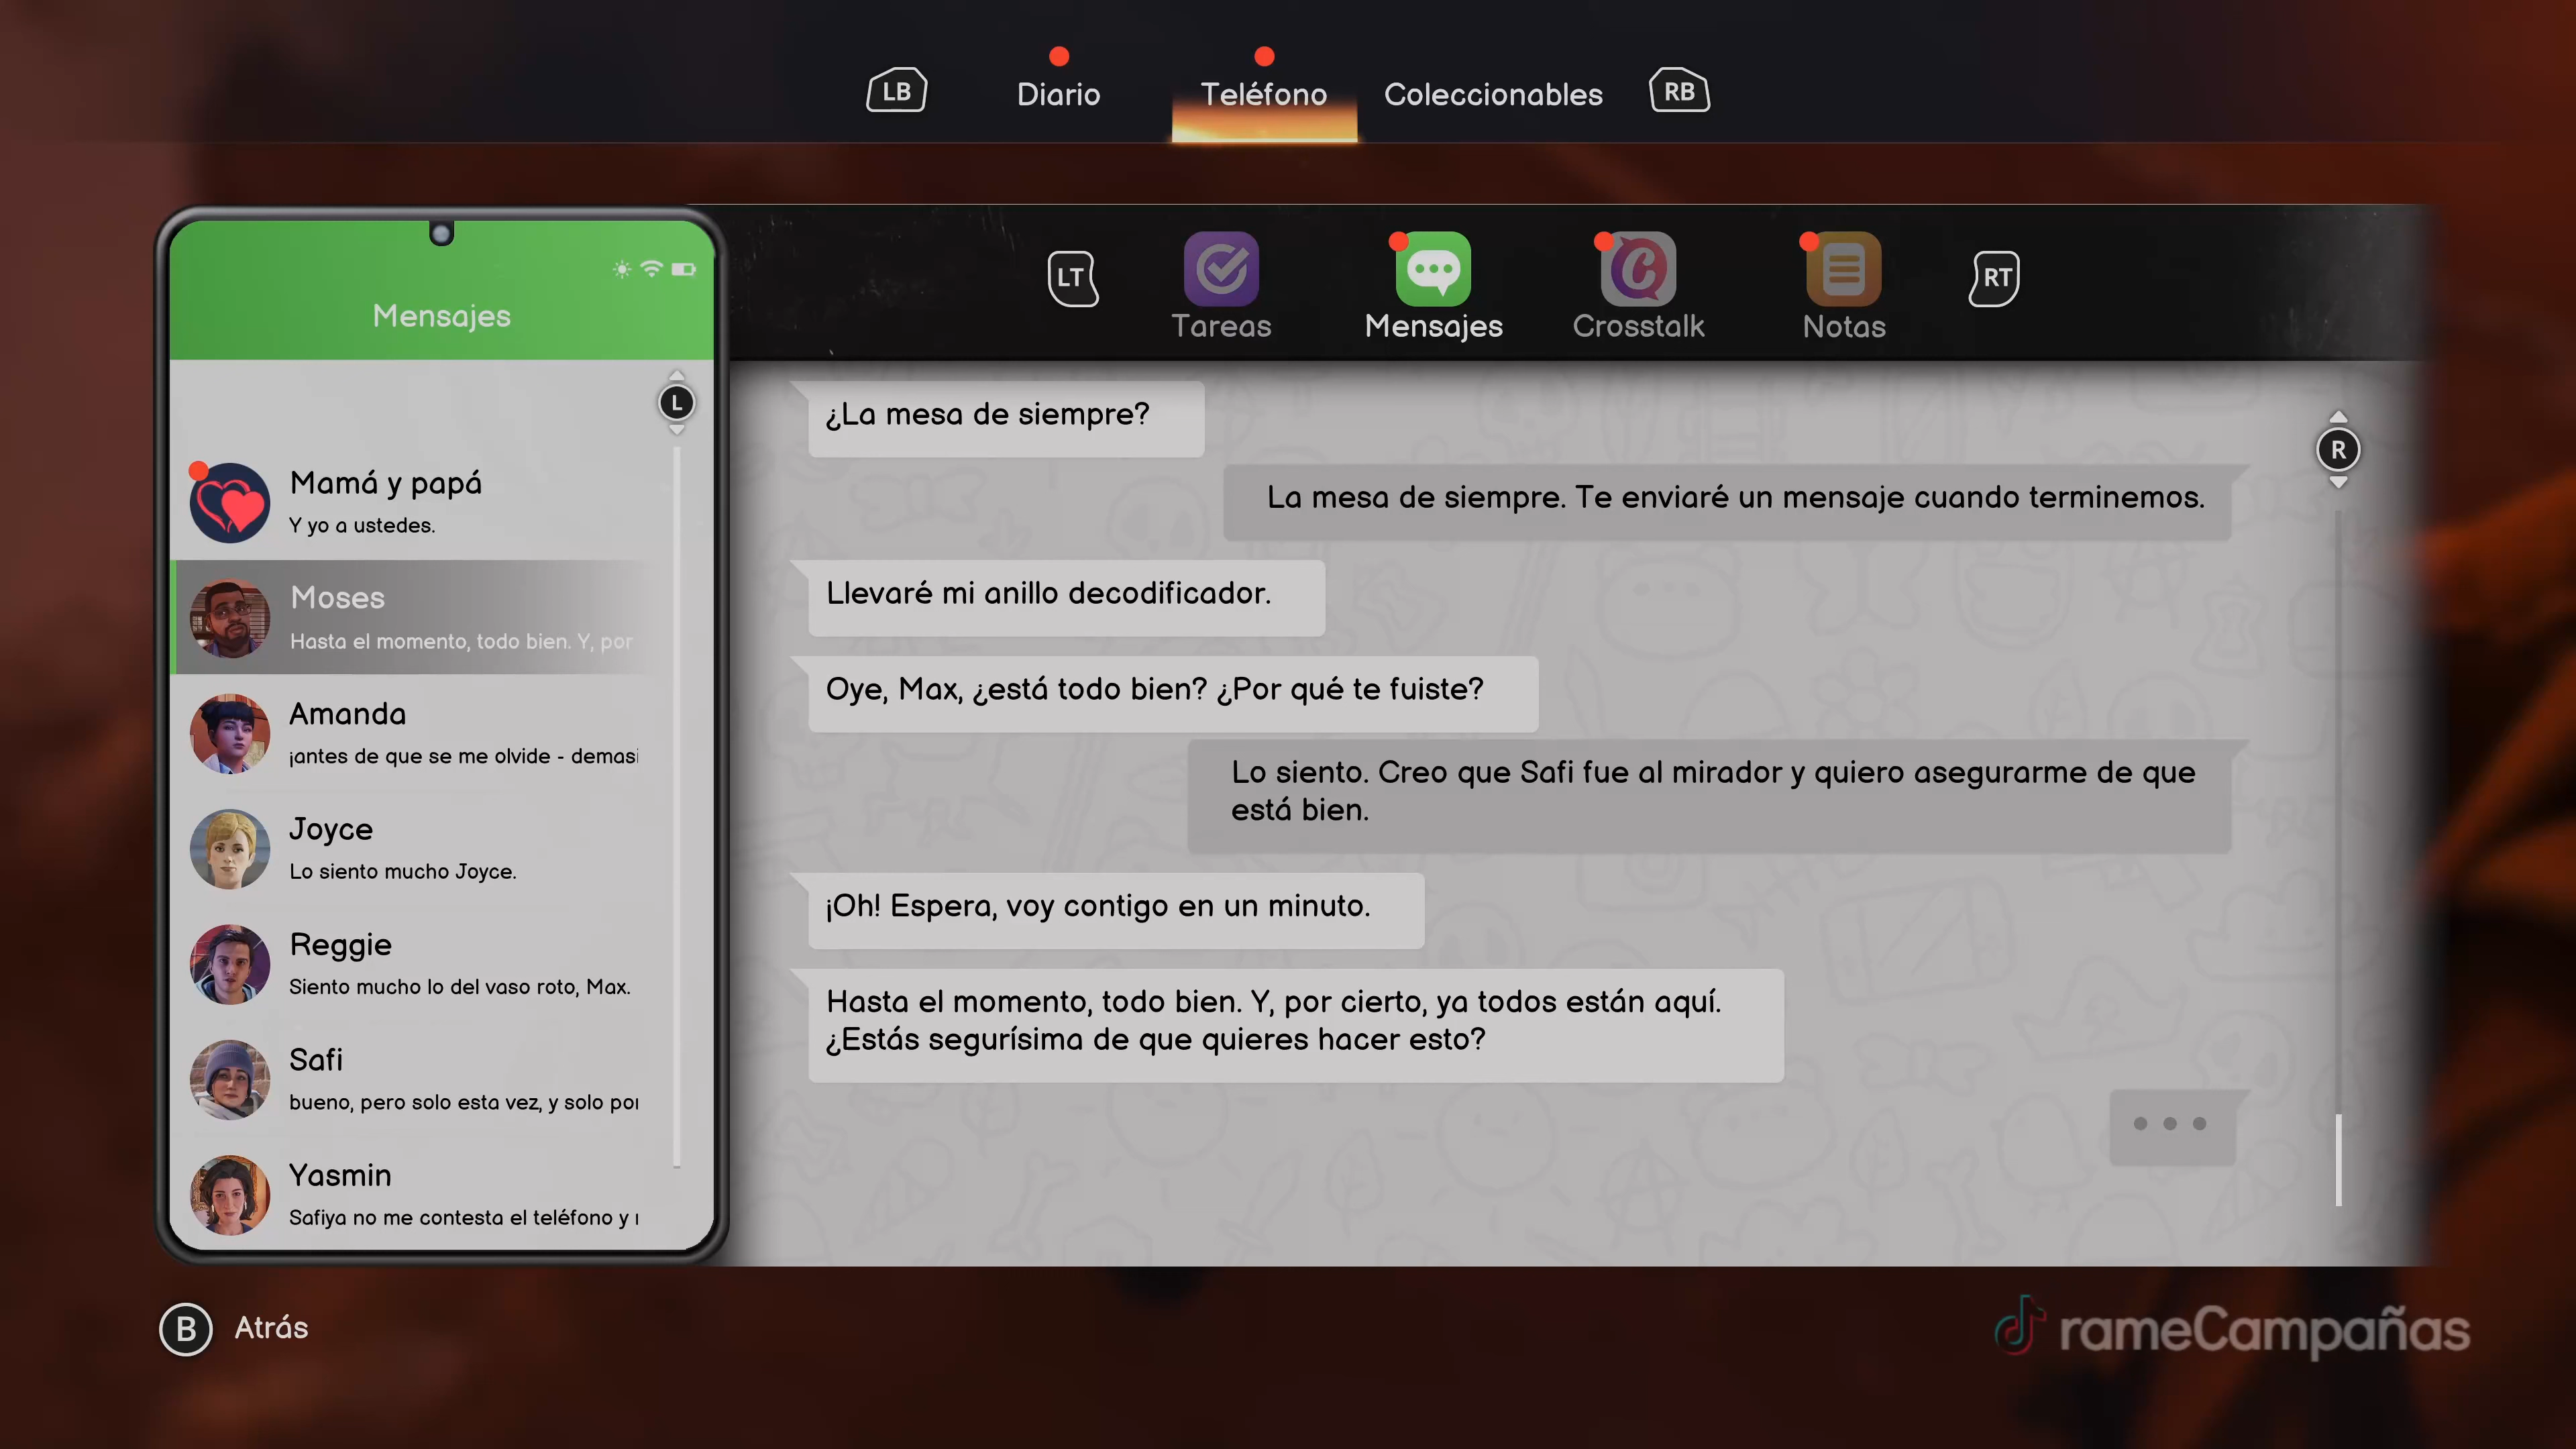 LB
Diario
Teléfono
Coleccionables
RB
Mensajes
LT
Tareas
Mensajes
Crosstalk
Notas
RT
L
Mamá y papá
Y yo a ustedes.
Moses
Hasta el momento, todo bien. Y, por
Amanda
¡antes de que se me olvide - demasi
Joyce
Lo siento mucho Joyce.
Reggie
Siento mucho lo del vaso roto, Max.
Safi
bueno, pero solo esta vez, y solo por
Yasmin
Safiya no me contesta el teléfono y
¿La mesa de siempre?
R
La mesa de siempre. Te enviaré un mensaje cuando terminemos.
Llevaré mi anillo decodificador.
Oye, Max, ¿está todo bien? ¿Por qué te fuiste?
Lo siento. Creo que Safi fue al mirador y quiero asegurarme de que
está bien.
¡Oh! Espera, voy contigo en un minuto.
Hasta el momento, todo bien. Y, por cierto, ya todos están aquí.
¿Estás segurísima de que quieres hacer esto?
B Atrás
rameCampañas